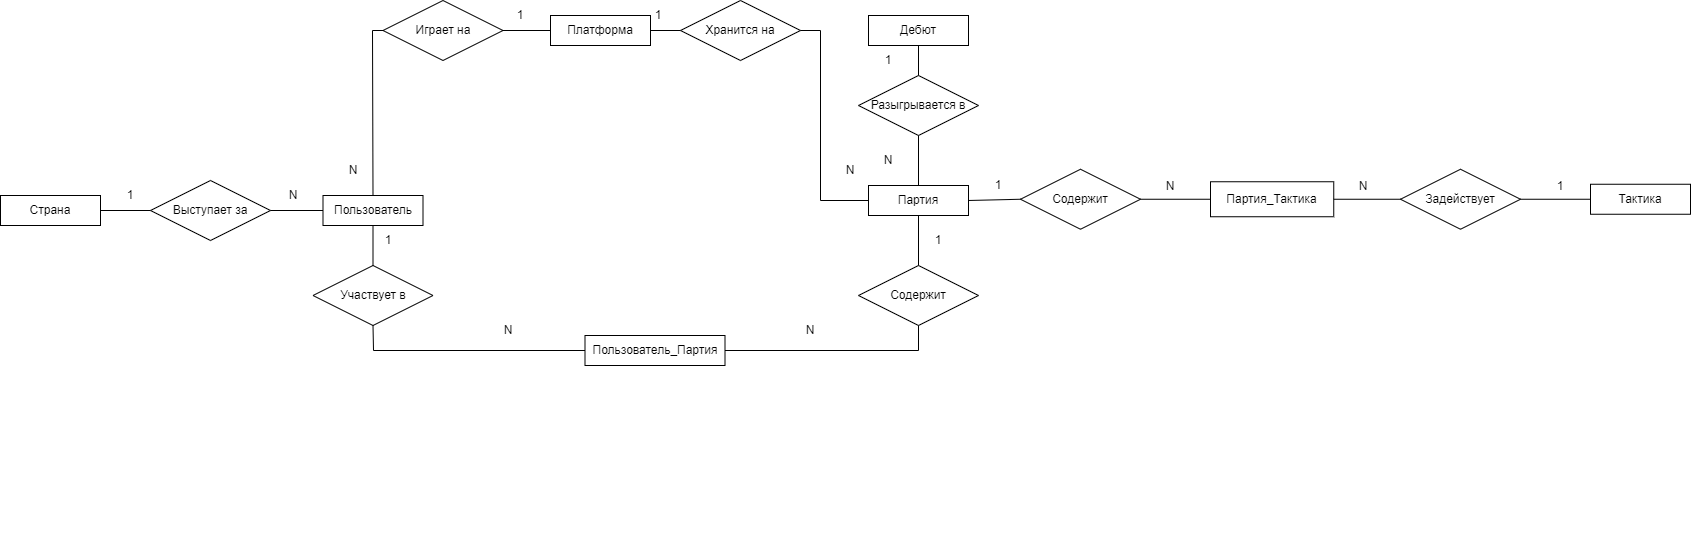 Играет на
1
Платформа
1
Хранится на
Дебют
1
Разыгрывается в
N
N
N
Страна
1
Выступает за
N
Пользователь
Партия
1
Содержит
N
Партия_Тактика
N
Задействует
1
Тактика
1
1
Участвует в
Содержит
N
Пользователь_Партия
N